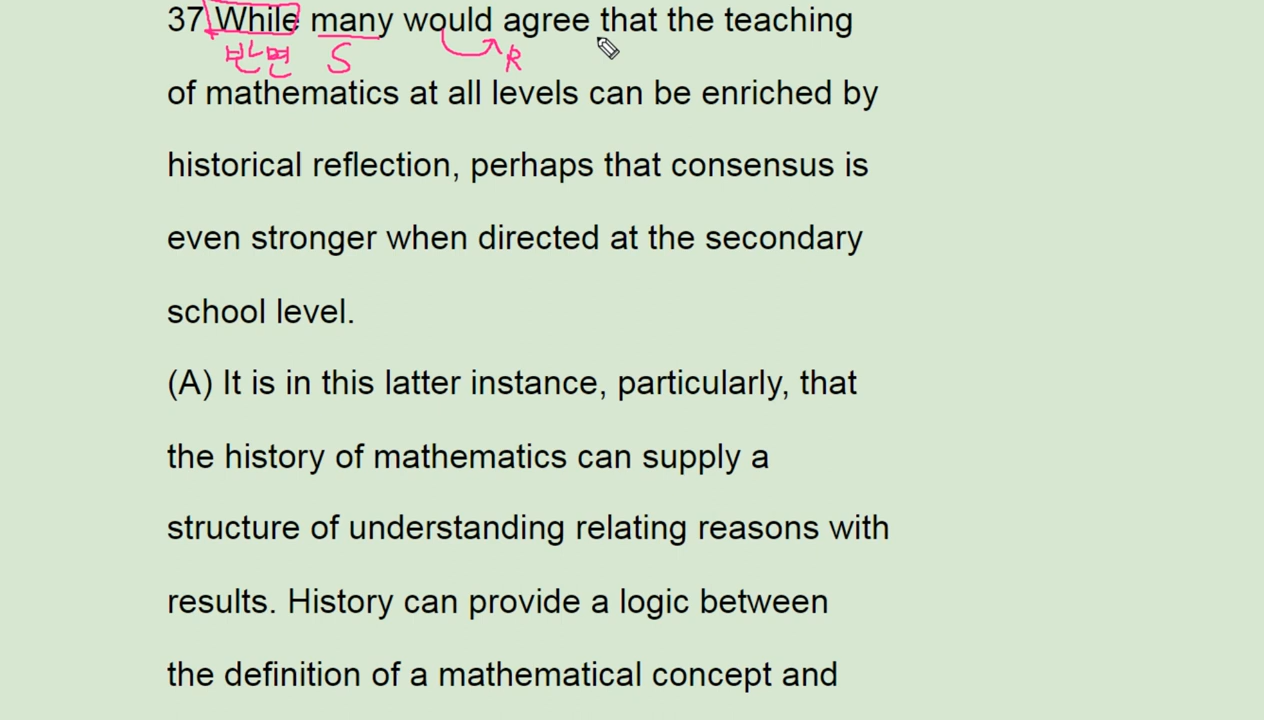 37. While many would agree that the teaching
반면 S R
of mathematics at all levels can be enriched by
historical reflection, perhaps that consensus is
even stronger when directed at the secondary
school level.
(A) It is in this latter instance, particularly, that
the history of mathematics can supply a
structure of understanding relating reasons with
results. History can provide a logic between
the definition of a mathematical concept and